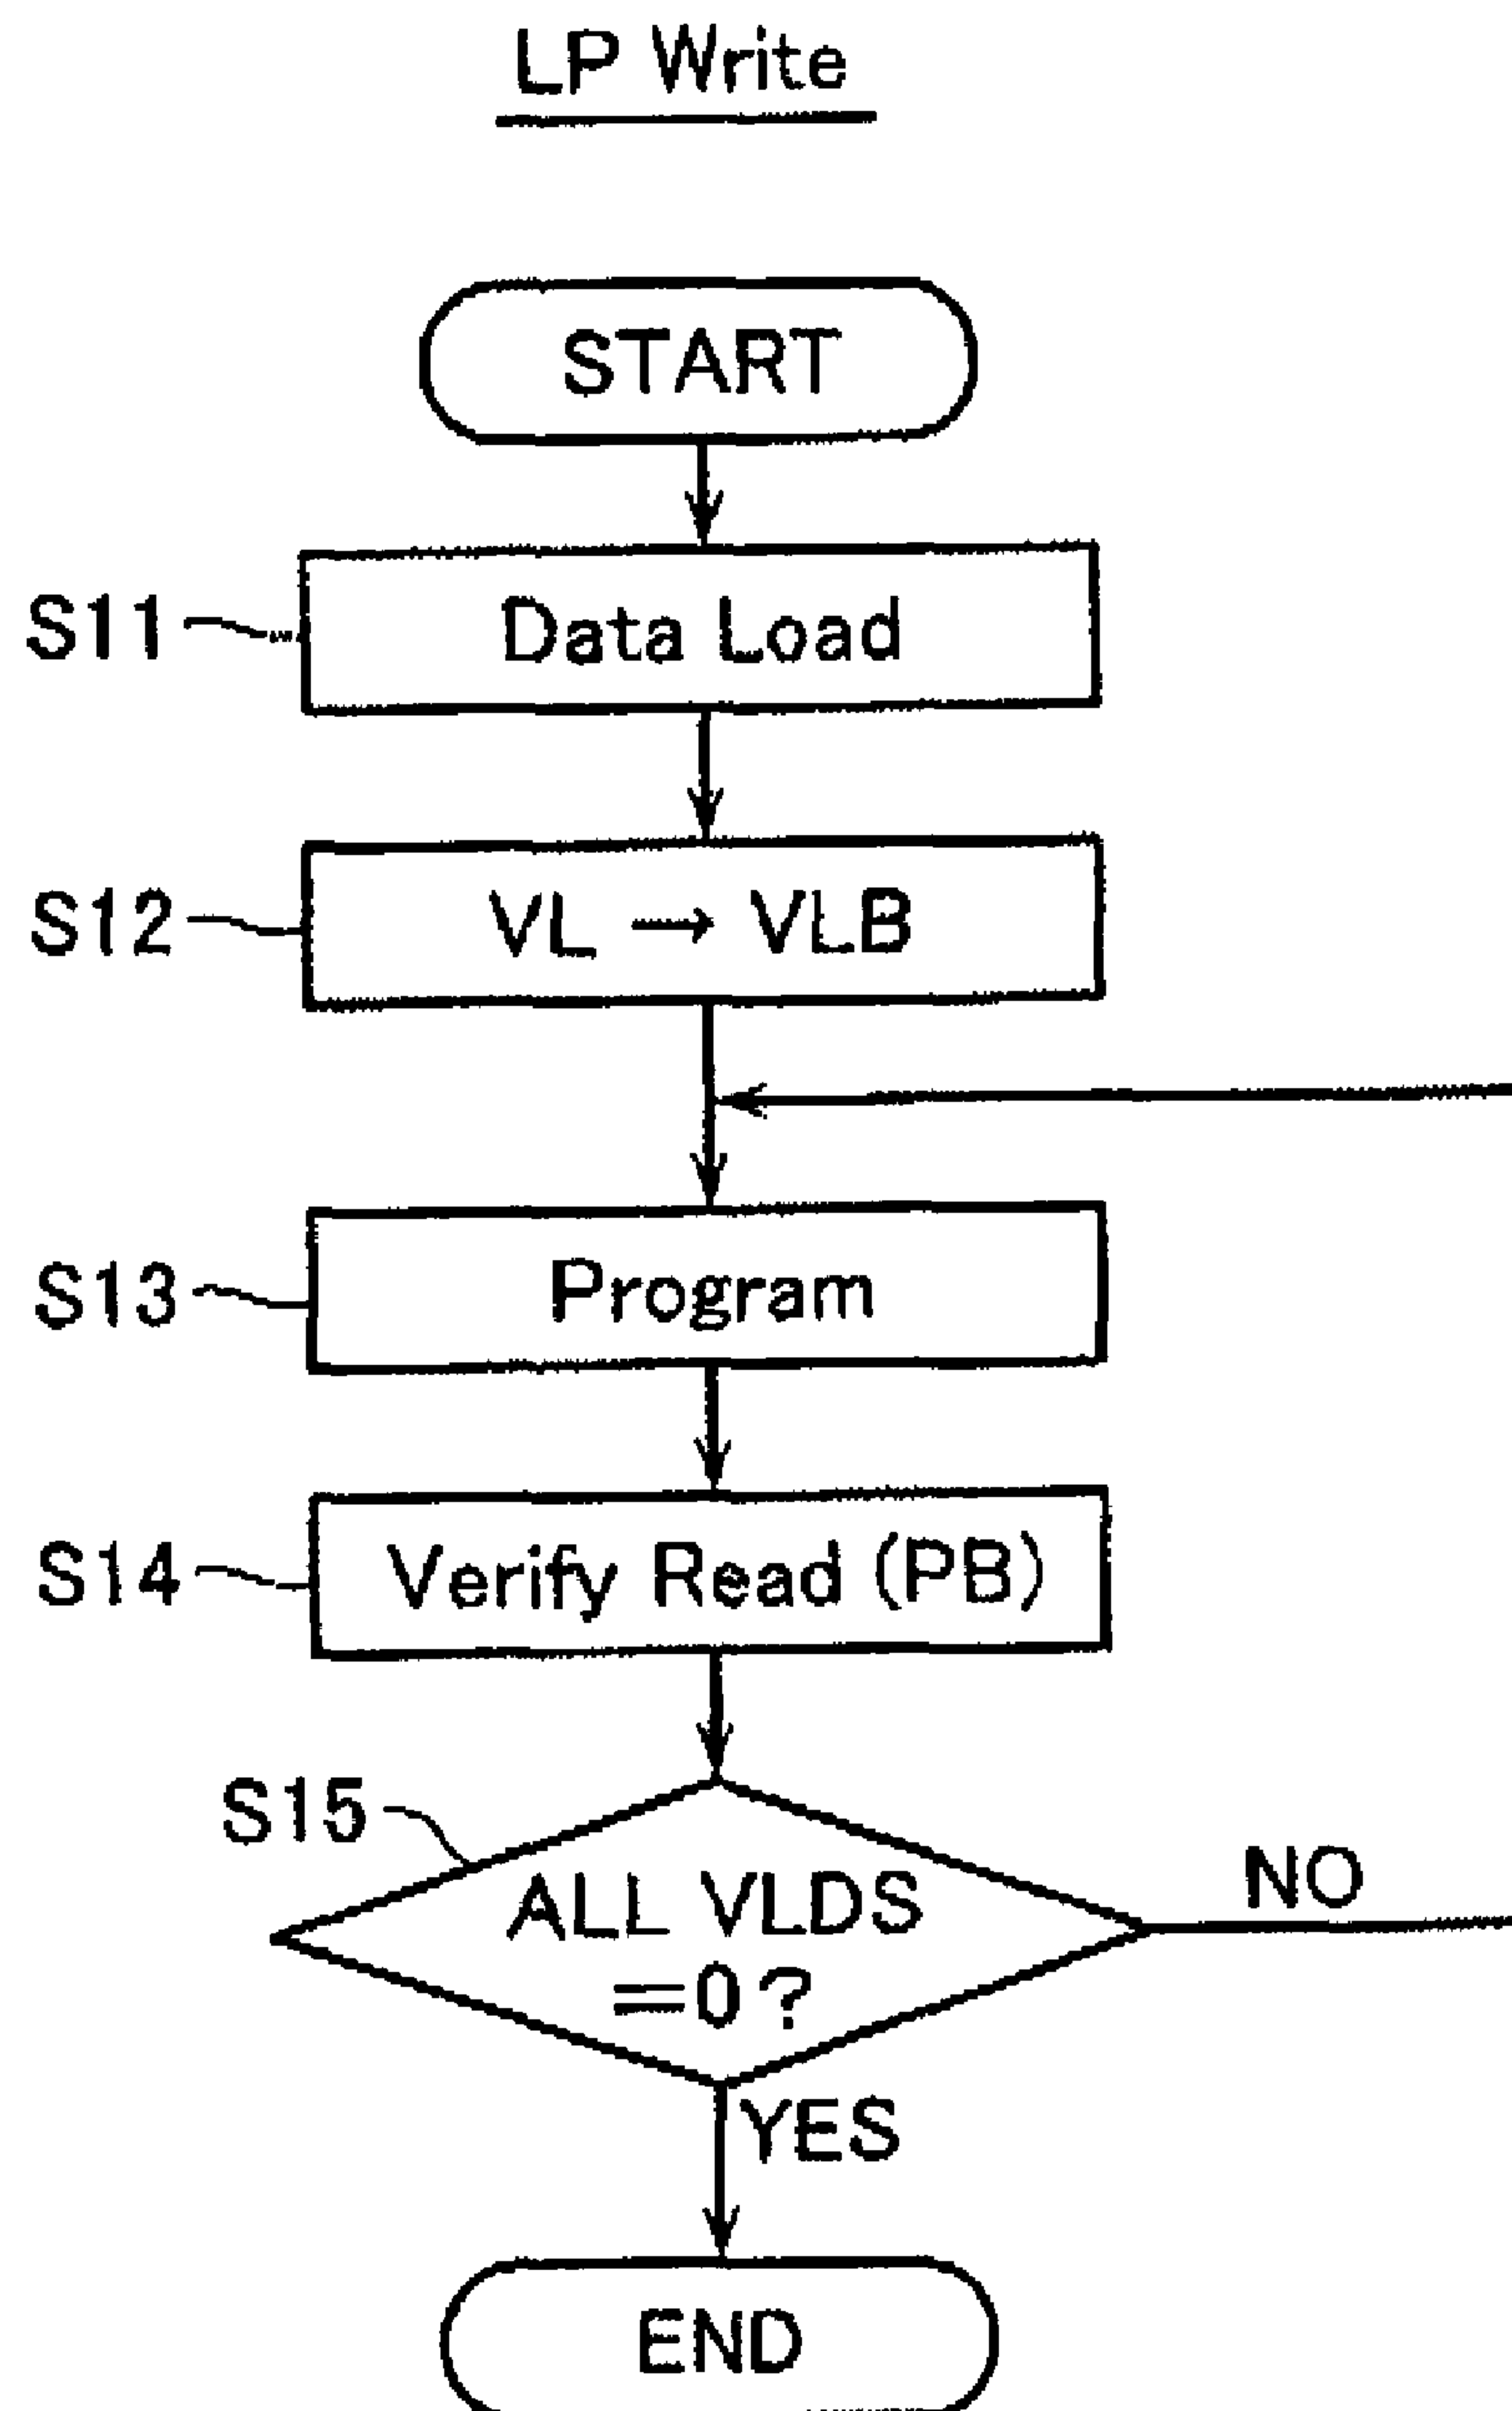 LP Write
START
S11
Data Load
S12
VL → VLB
S13
Program
S14
Verify Read (PB)
S15
ALL VLDS
=0?
NO
YES
END